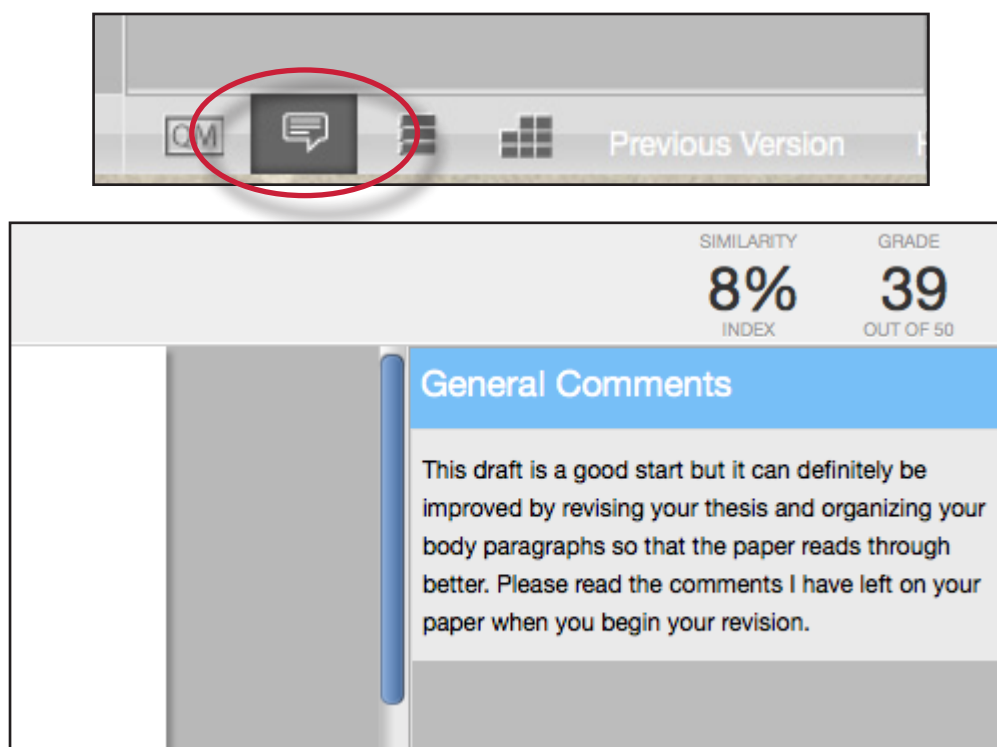 QM
Previous Version
SIMILARITY
GRADE
8%
39
INDEX
OUT OF 50
General Comments
This draft is a good start but it can definitely be
improved by revising your thesis and organizing your
body paragraphs so that the paper reads through
better. Please read the comments I have left on your
paper when you begin your revision.